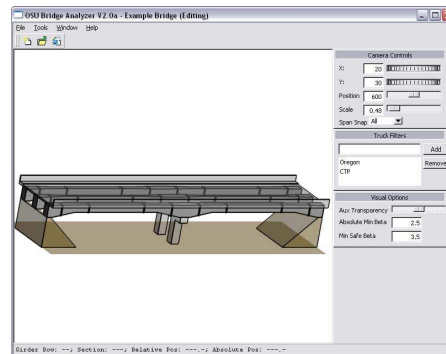 OSU Bridge Analyzer V2.0a - Example Bridge (Editing)
File Tools Window Help
Camera Controls
X: 20
Y: 30
Position 600
Scale 0.48
Span Snap All
Truck Filters
Add
Oregon
CTP
Remove
Visual Options
Aux Transparency
Absolute Min Beta 2.5
Min Safe Beta 3.5
Girder Row: --; Section: ---; Relative Pos: ---.-; Absolute Pos: ---.-